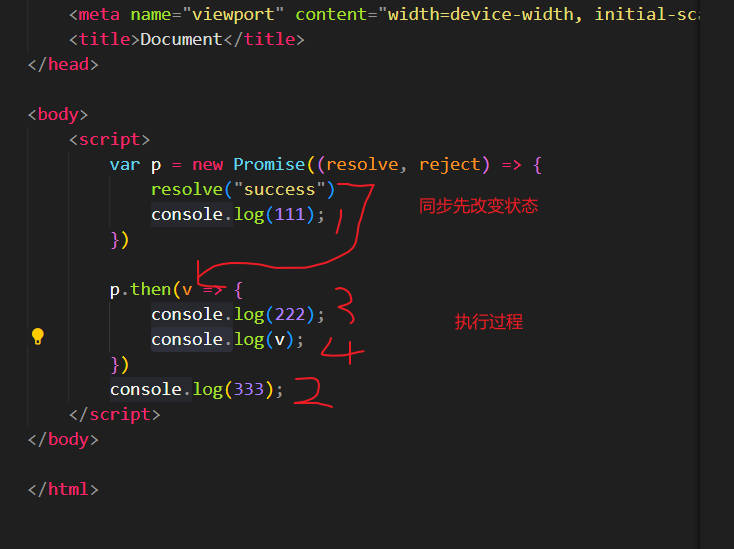 <meta name="viewport" content="width=device-width, initial-sca
<title>Document</title>
</head>
<body>
<script>
var p = new Promise((resolve, reject) => {
resolve("success")
console.log(111); 1
同步先改变状态
})
p.then(v => {
console.log(222); 3
执行过程
console.log(v); 4
})
console.log(333); 2
</script>
</body>
</html>